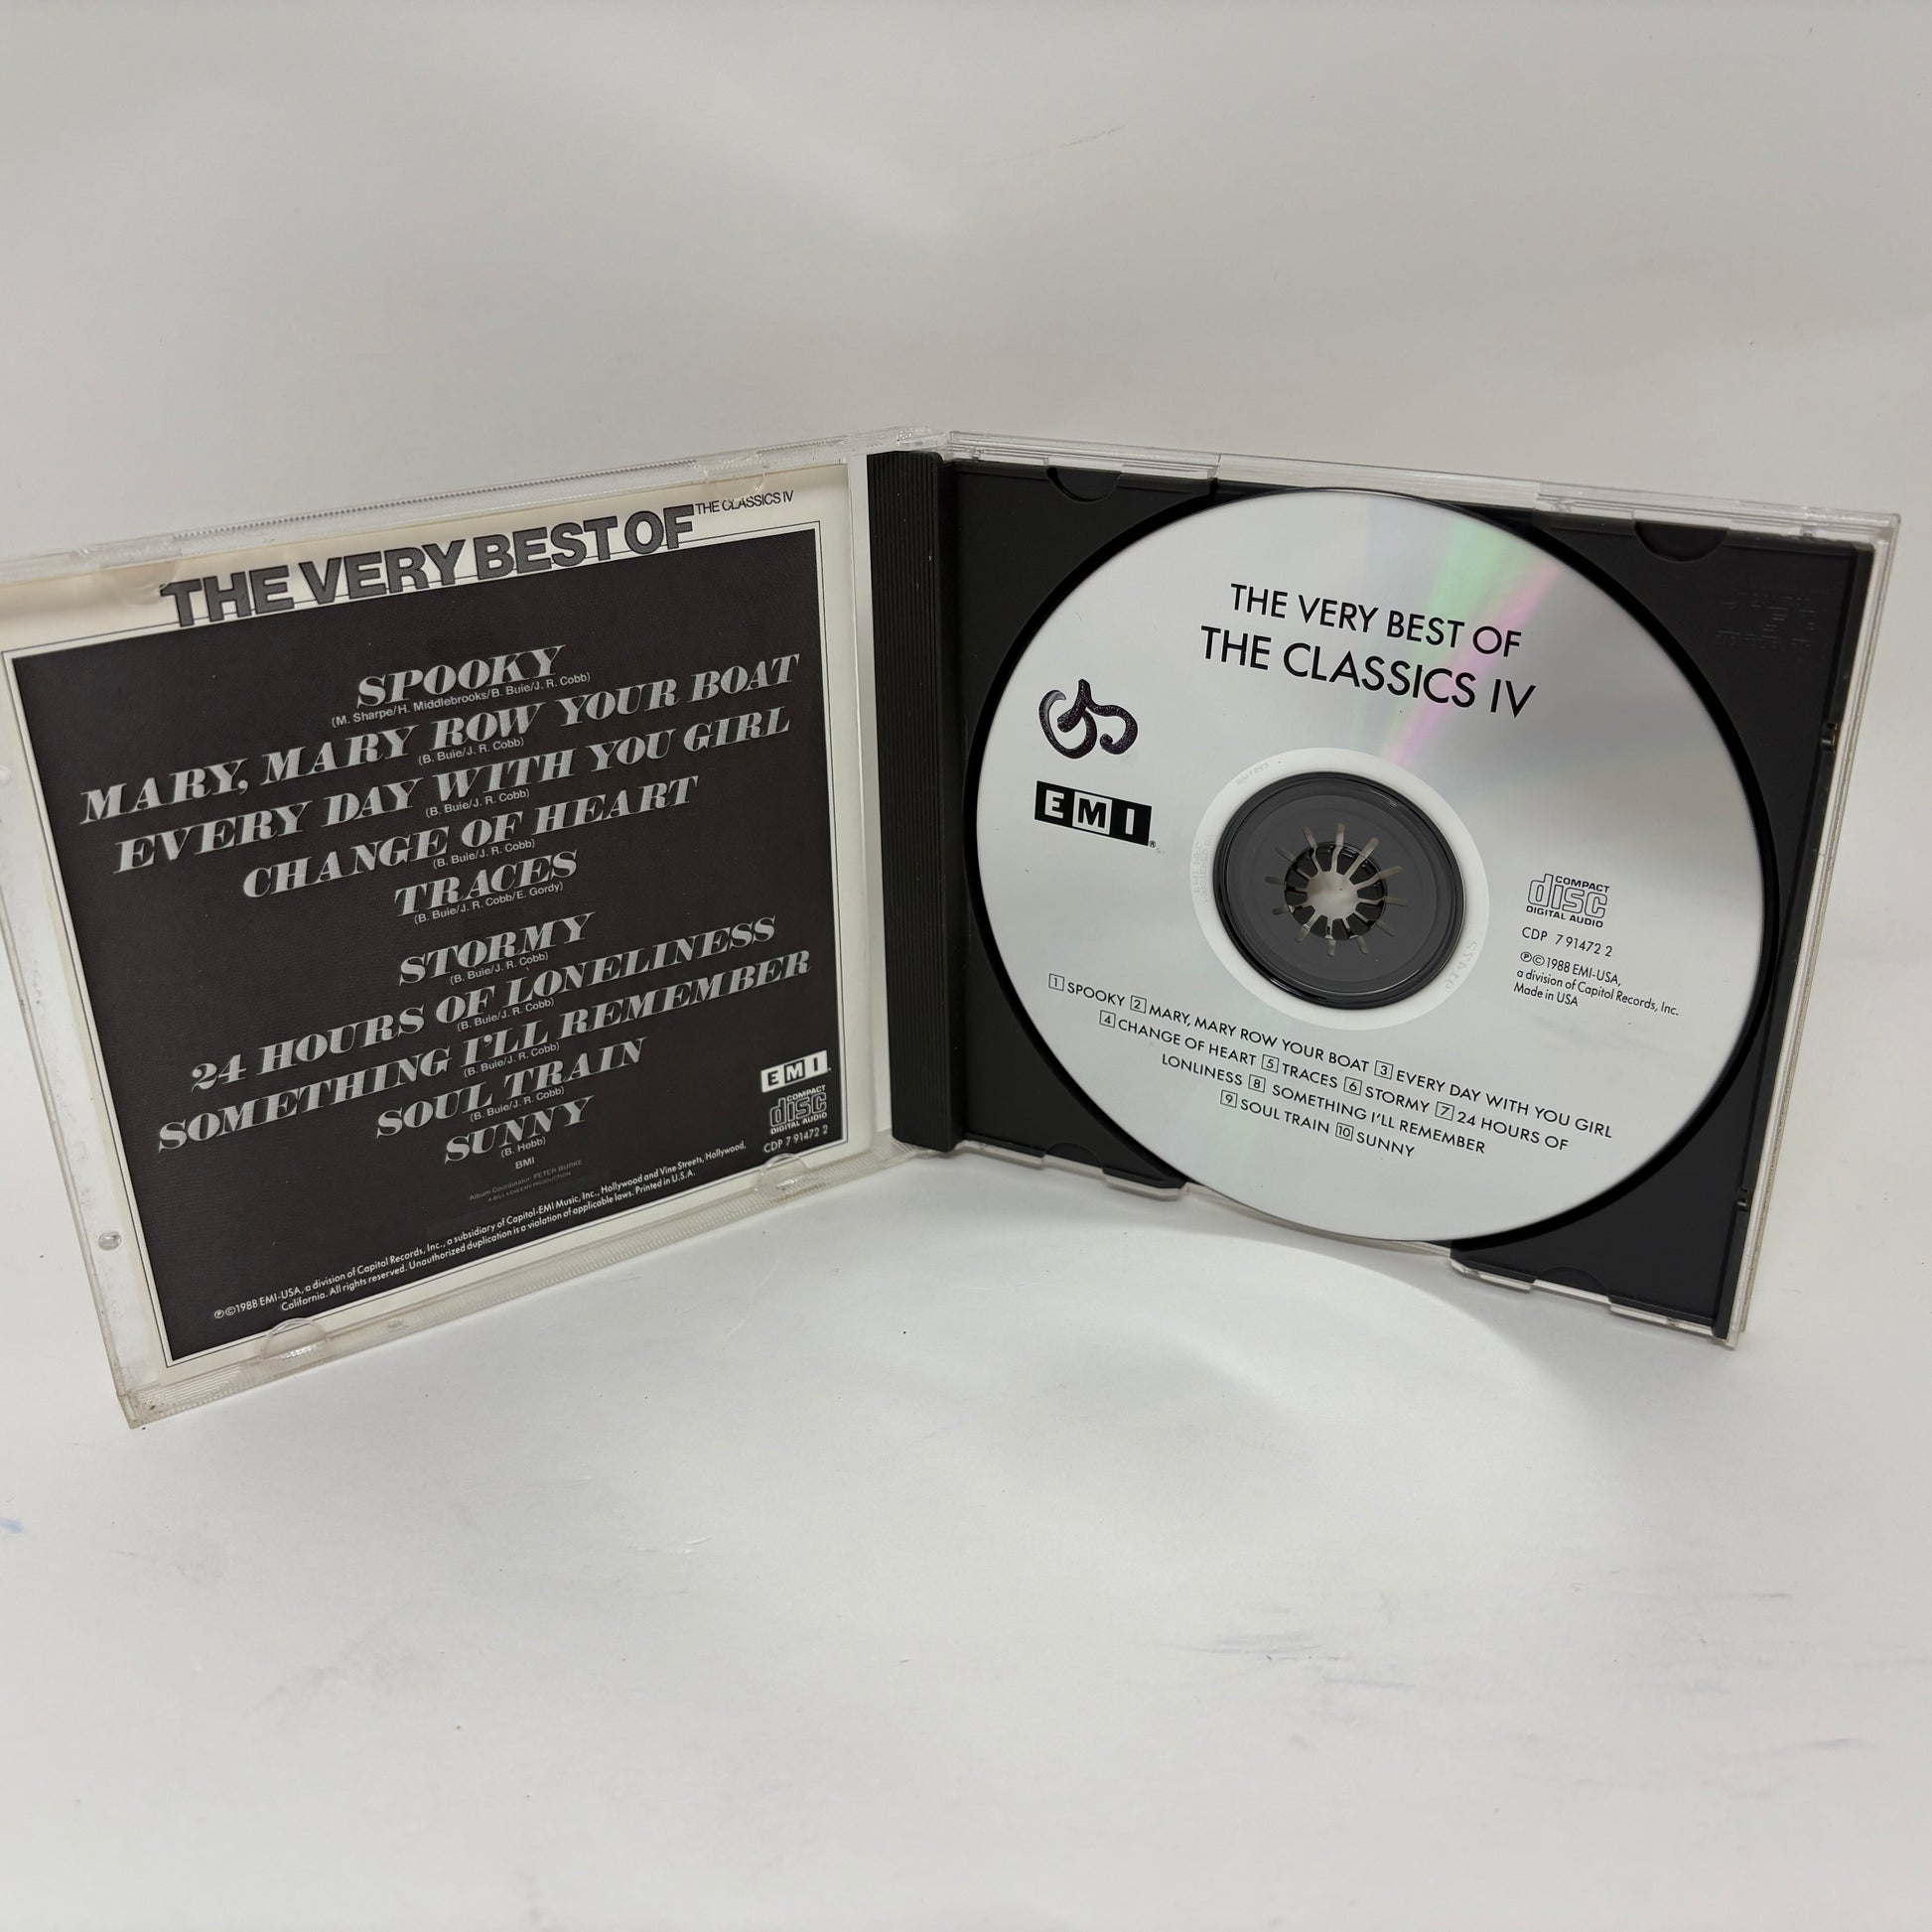 THE VERY BEST OF THE CLASSICS IV
SPOOKY
(M. Sharpe/H. Middlebrooks/B. Buie/J. R. Cobb)
MARY, MARY ROW YOUR BOAT
(B. Buie/J. R. Cobb)
EVERY DAY WITH YOU GIRL
(B. Buie/J. R. Cobb)
CHANGE OF HEART
(B. Buie/J. R. Cobb)
TRACES
(B. Buie/J. R. Cobb/E. Gordy)
STORMY
(B. Buie/J. R. Cobb)
24 HOURS OF LONELINESS
(B. Buie/J. R. Cobb)
SOMETHING I'LL REMEMBER
(B. Buie/J. R. Cobb)
SOUL TRAIN
(B. Buie/J. R. Cobb)
SUNNY
(B. Hobb)
BMI
Album Coordinator: PETER BURKE
A BILL LOWERY PRODUCTION
EMI
COMPACT
disc
DIGITAL AUDIO
CDP 7 91472 2
℗©1988 EMI-USA, a division of Capitol Records, Inc., a subsidiary of Capitol-EMI Music, Inc., Hollywood and Vine Streets, Hollywood,
California. All rights reserved. Unauthorized duplication is a violation of applicable laws. Printed in U.S.A.
THE VERY BEST OF
THE CLASSICS IV
EMI®
COMPACT
disc
DIGITAL AUDIO
CDP 7 91472 2
℗©1988 EMI-USA,
a division of Capitol Records, Inc.
Made in USA
1 SPOOKY 2 MARY, MARY ROW YOUR BOAT 3 EVERY DAY WITH YOU GIRL
4 CHANGE OF HEART 5 TRACES 6 STORMY 7 24 HOURS OF
LONLINESS 8 SOMETHING I'LL REMEMBER
9 SOUL TRAIN 10 SUNNY